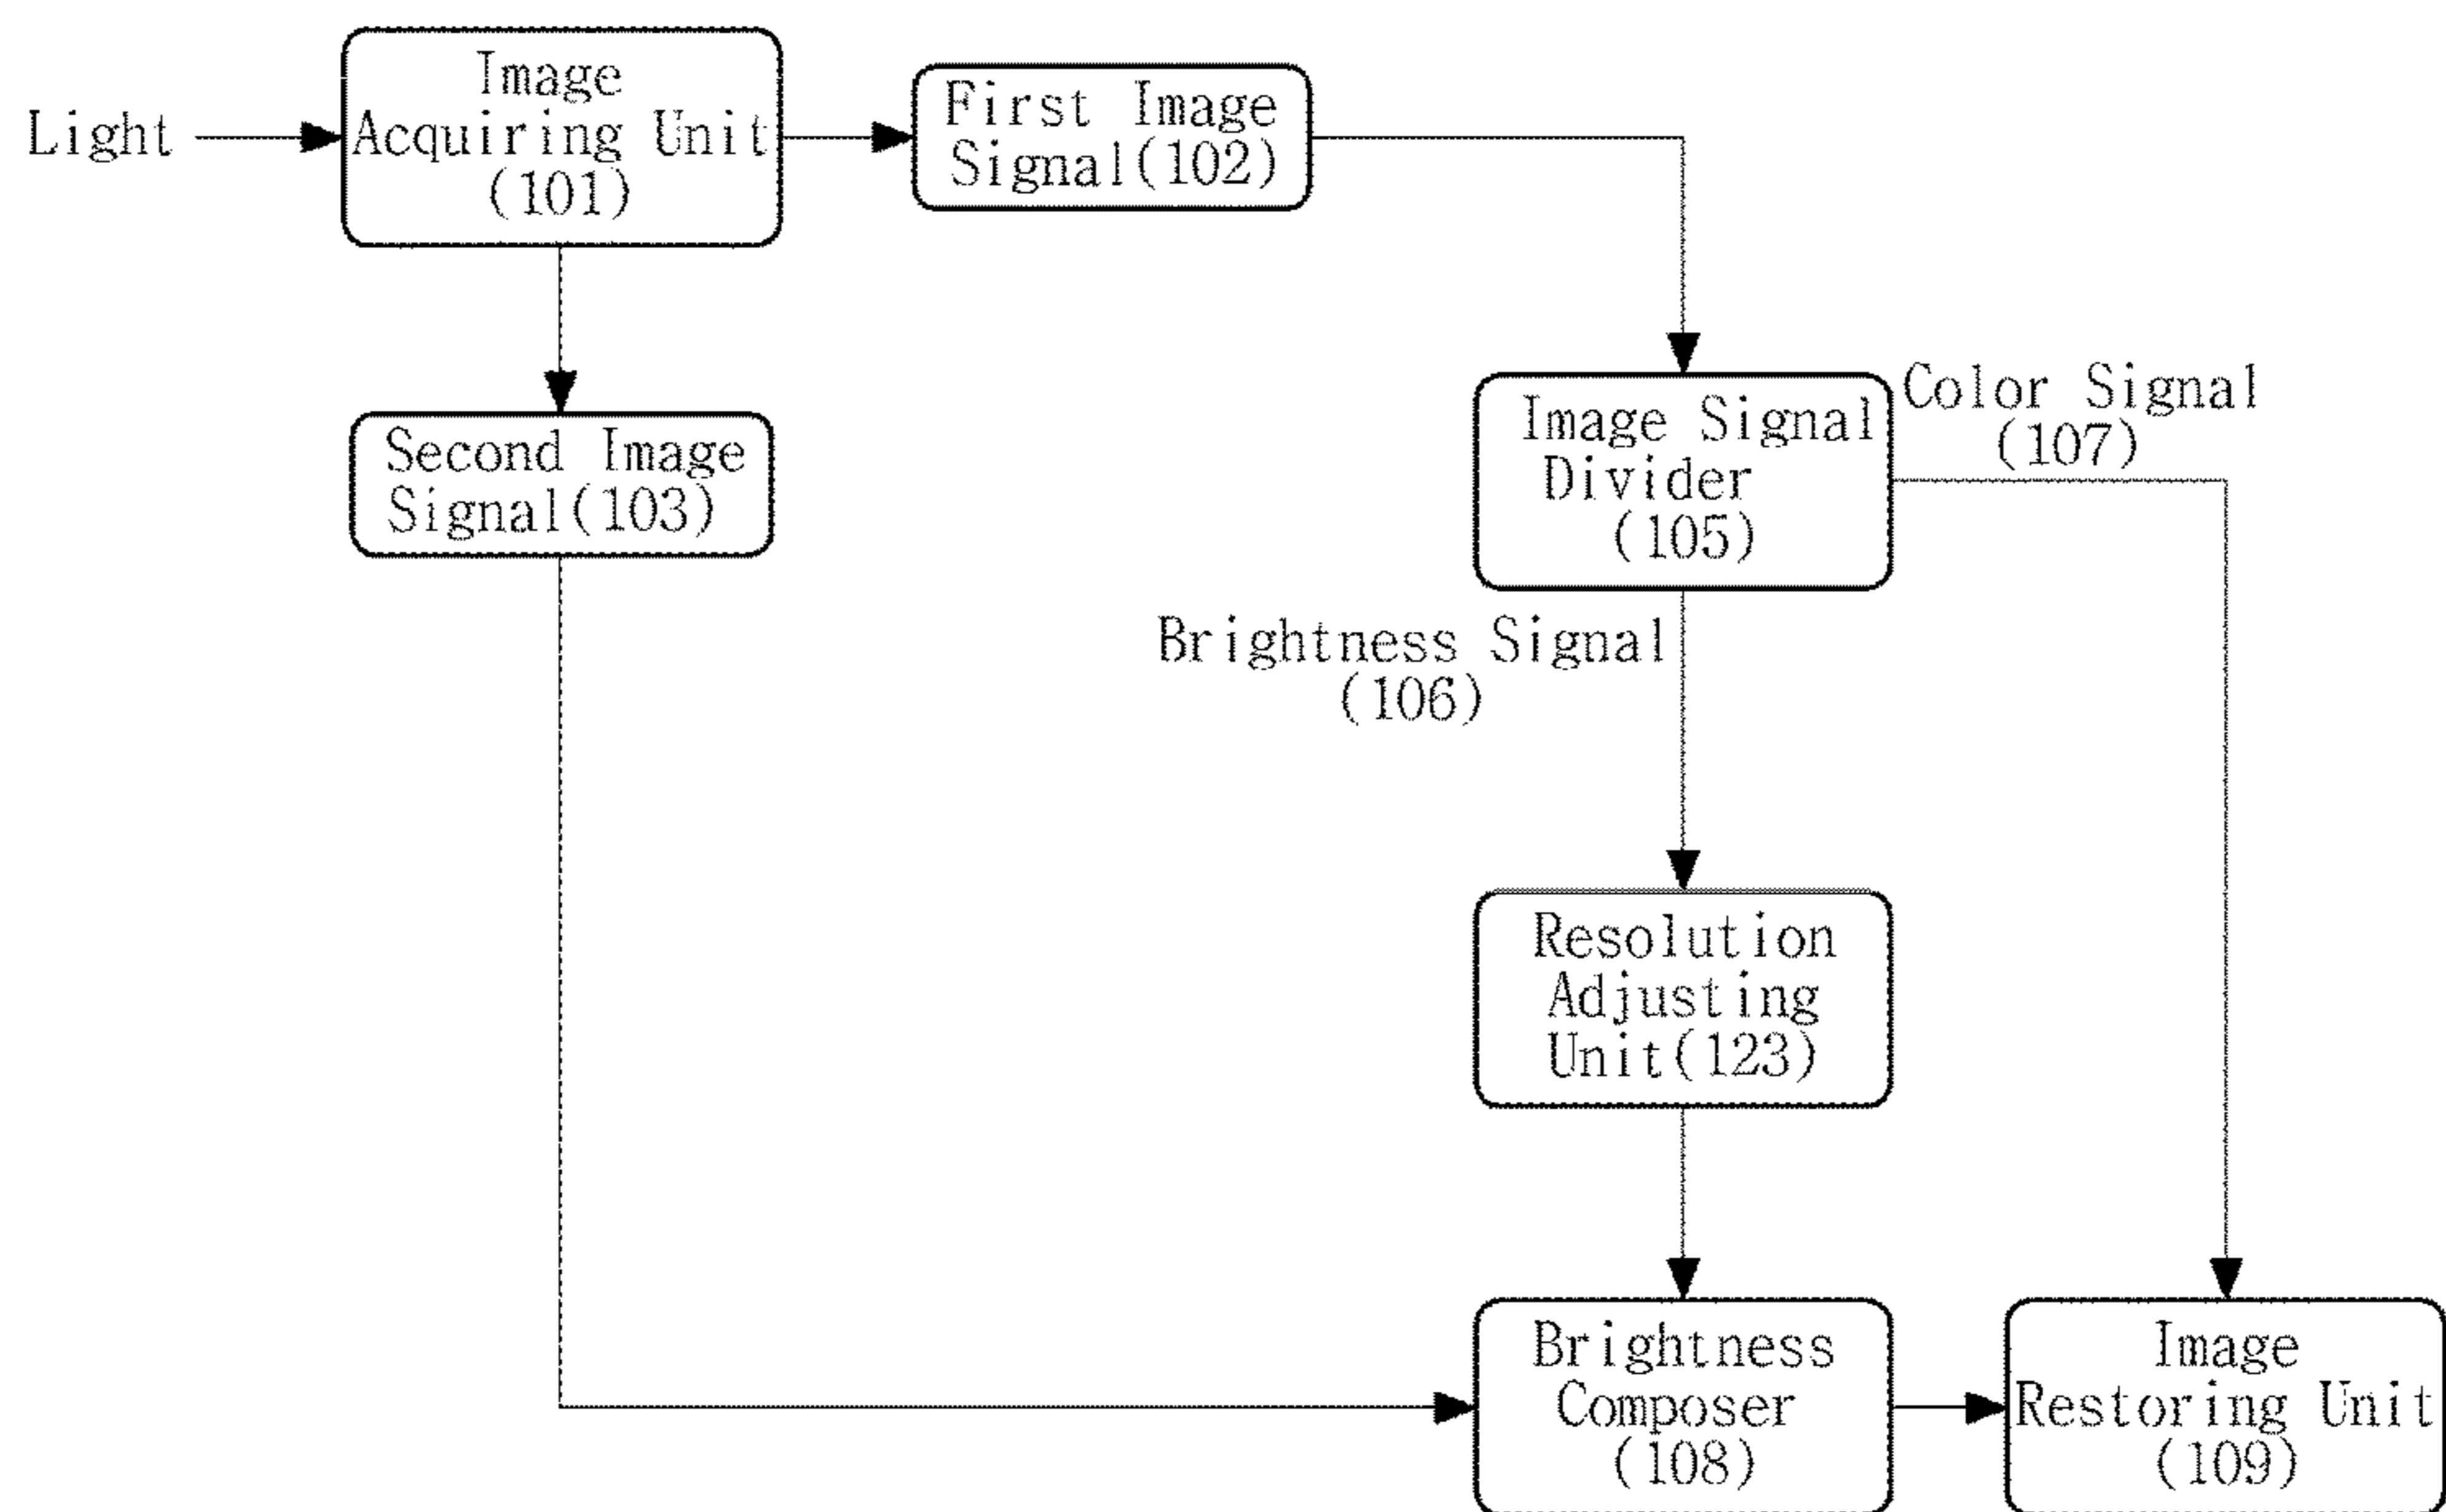 Light
Image
Acquiring Unit
(101)
First Image
Signal(102)
Second Image
Signal(103)
Image Signal
Divider
(105)
Color Signal
(107)
Brightness Signal
(106)
Resolution
Adjusting
Unit(123)
Brightness
Composer
(108)
Image
Restoring Unit
(109)